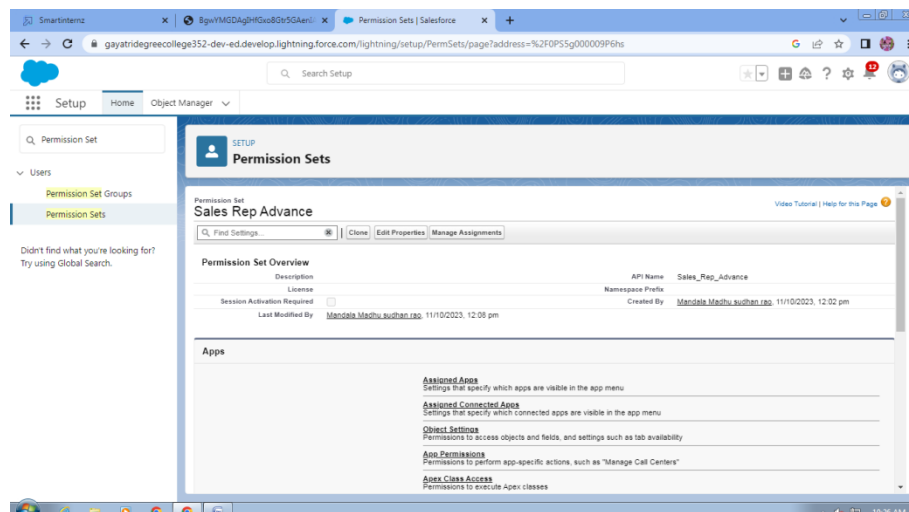 Smartinternz
BgwYMGDAgIHfGxo8Gtr5GAenl
Permission Sets | Salesforce
gayatridegreecollege352-dev-ed.develop.lightning.force.com/lightning/setup/PermSets/page?address=%2F0PS5g000009P6hs
Search Setup
12
Setup
Home
Object Manager
Permission Set
Users
Permission Set Groups
Permission Sets
Didn't find what you're looking for?
Try using Global Search.
SETUP
Permission Sets
Permission Set
Sales Rep Advance
Video Tutorial | Help for this Page
Find Settings...
Clone
Edit Properties
Manage Assignments
Permission Set Overview
Description
API Name Sales_Rep_Advance
License
Namespace Prefix
Session Activation Required
Created By Mandala Madhu sudhan rao, 11/10/2023, 12:02 pm
Last Modified By Mandala Madhu sudhan rao, 11/10/2023, 12:08 pm
Apps
Assigned Apps
Settings that specify which apps are visible in the app menu
Assigned Connected Apps
Settings that specify which connected apps are visible in the app menu
Object Settings
Permissions to access objects and fields, and settings such as tab availability
App Permissions
Permissions to perform app-specific actions, such as "Manage Call Centers"
Apex Class Access
Permissions to execute Apex classes